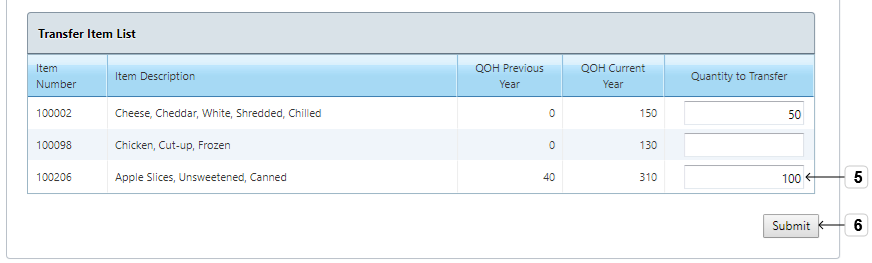 Transfer Item List
Item Number	Item Description	QOH Previous Year	QOH Current Year	Quantity to Transfer
100002	Cheese, Cheddar, White, Shredded, Chilled	0	150	50
100098	Chicken, Cut-up, Frozen	0	130
100206	Apple Slices, Unsweetened, Canned	40	310	100	5
Submit	6